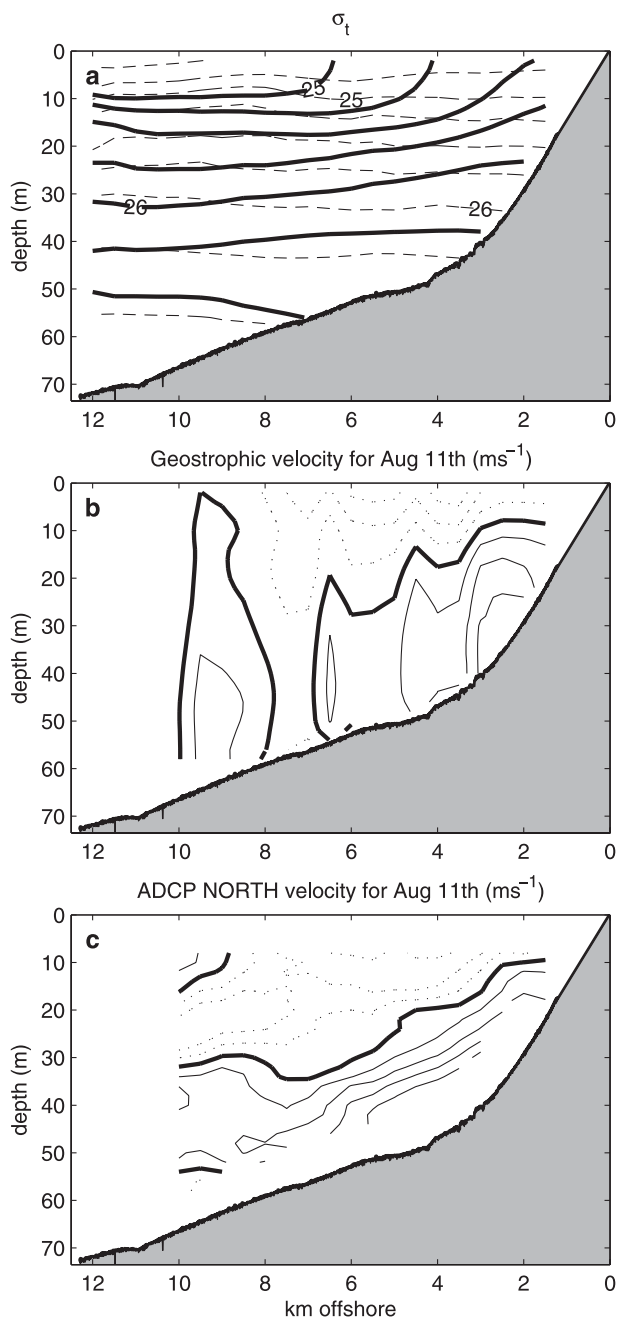 σt
a
0
10
20
30
40
50
60
70
depth (m)
25
25
26
26
12 10 8 6 4 2 0
Geostrophic velocity for Aug 11th (ms⁻¹)
b
0
10
20
30
40
50
60
70
depth (m)
12 10 8 6 4 2 0
ADCP NORTH velocity for Aug 11th (ms⁻¹)
c
0
10
20
30
40
50
60
70
depth (m)
12 10 8 6 4 2 0
km offshore